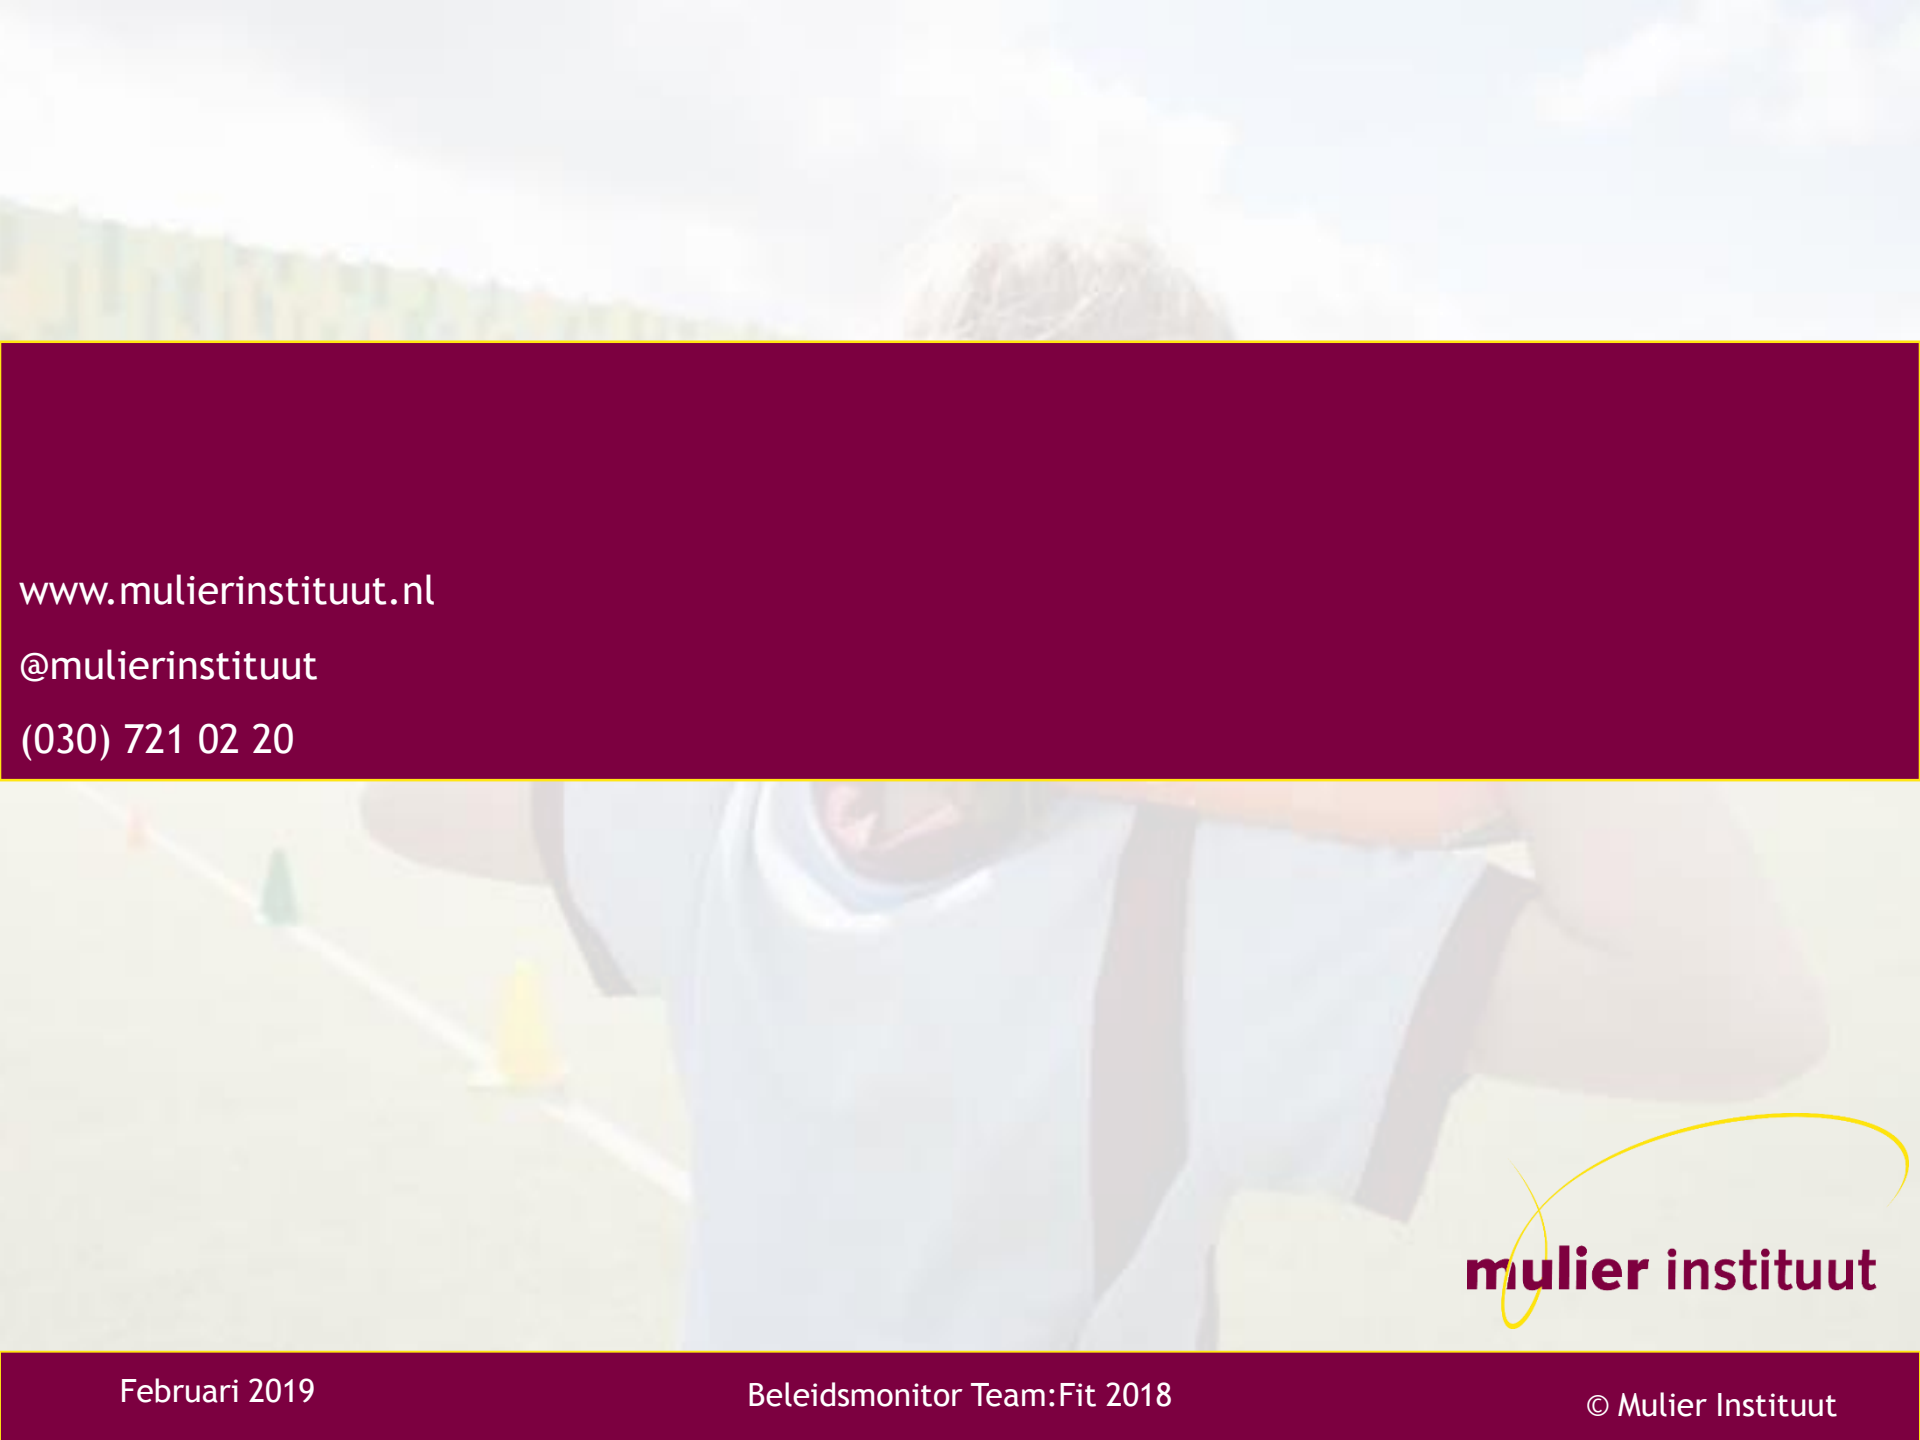 www.mulierinstituut.nl
@mulierinstituut
(030) 721 02 20
mulier instituut
Februari 2019
Beleidsmonitor Team:Fit 2018
© Mulier Instituut